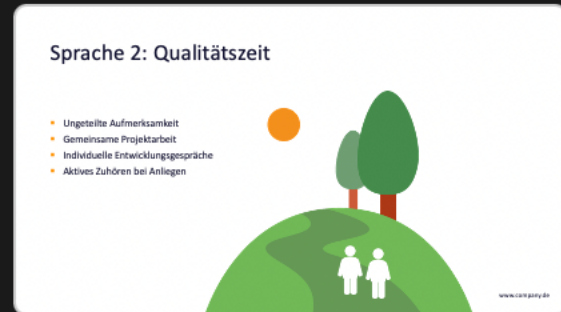 Sprache 2: Qualitätszeit
Ungeteilte Aufmerksamkeit
Gemeinsame Projektarbeit
Individuelle Entwicklungsgespräche
Aktives Zuhören bei Anliegen
www.company.de